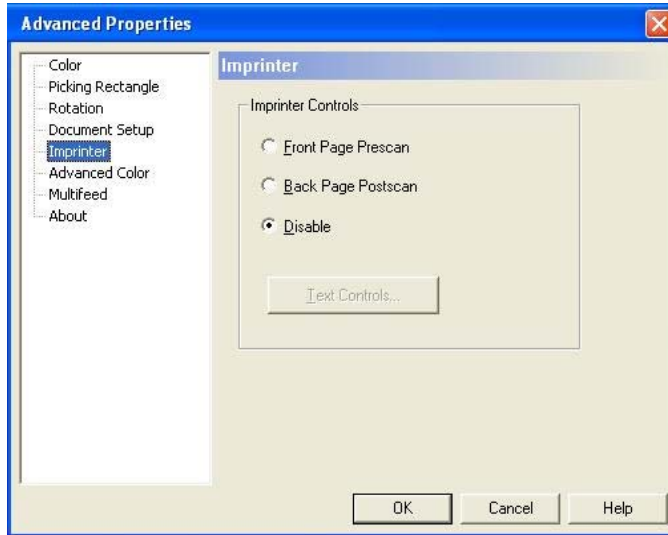 Advanced Properties
Color
Picking Rectangle
Rotation
Document Setup
Imprinter
Advanced Color
Multifeed
About
Imprinter
Imprinter Controls
Front Page Prescan
Back Page Postscan
Disable
Text Controls...
OK
Cancel
Help